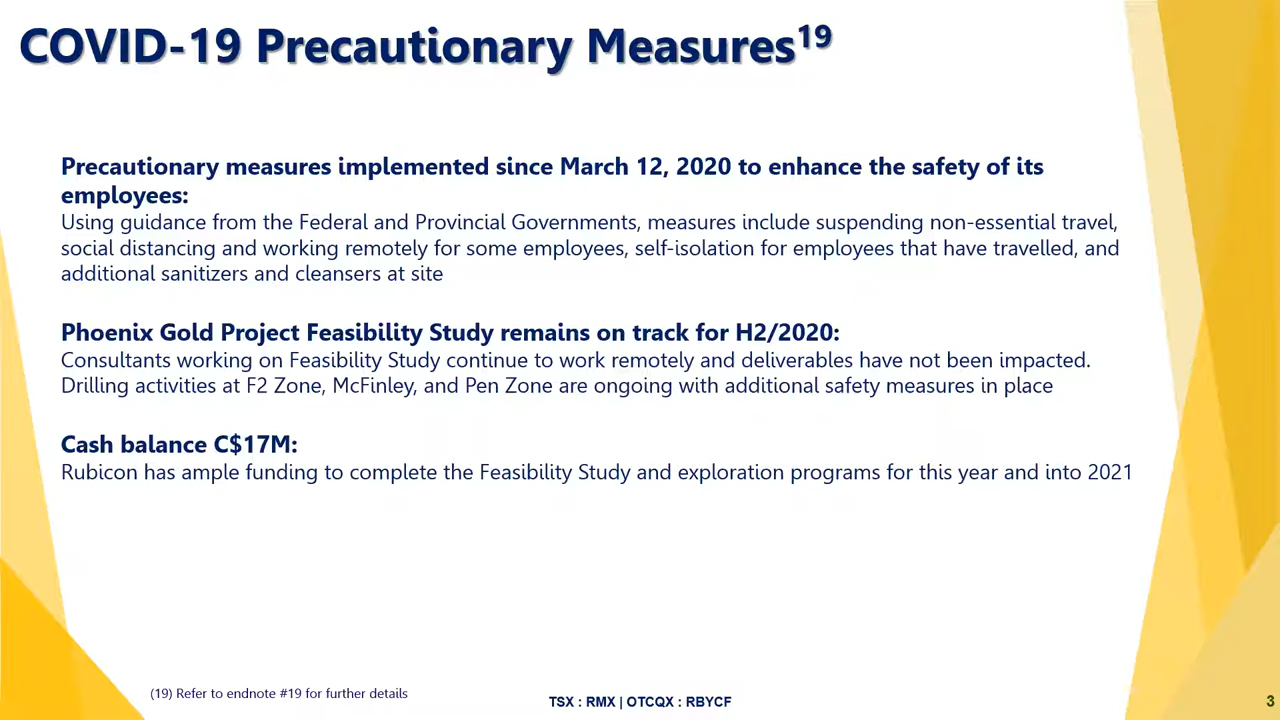 COVID-19 Precautionary Measures19
Precautionary measures implemented since March 12, 2020 to enhance the safety of its
employees:
Using guidance from the Federal and Provincial Governments, measures include suspending non-essential travel,
social distancing and working remotely for some employees, self-isolation for employees that have travelled, and
additional sanitizers and cleansers at site
Phoenix Gold Project Feasibility Study remains on track for H2/2020:
Consultants working on Feasibility Study continue to work remotely and deliverables have not been impacted.
Drilling activities at F2 Zone, McFinley, and Pen Zone are ongoing with additional safety measures in place
Cash balance C$17M:
Rubicon has ample funding to complete the Feasibility Study and exploration programs for this year and into 2021
(19) Refer to endnote #19 for further details
TSX : RMX | OTCQX : RBYCF
3